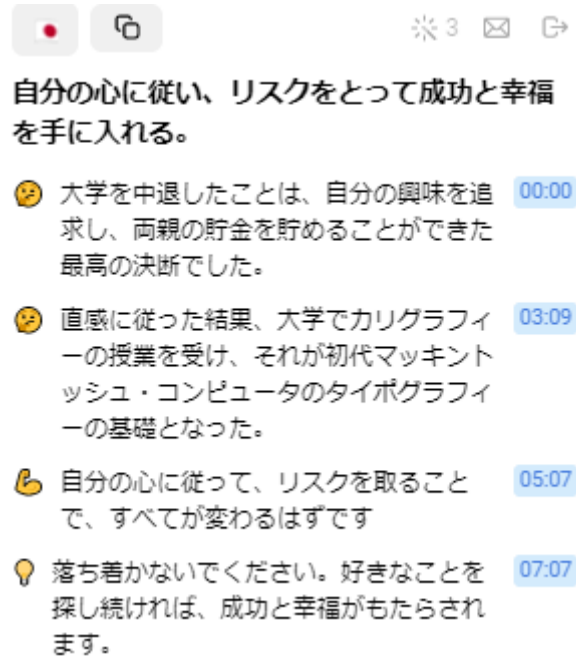 3
自分の心に従い、リスクをとって成功と幸福
を手に入れる。
大学を中退したことは、自分の興味を追 00:00
求し、両親の貯金を貯めることができた
最高の決断でした。
直感に従った結果、大学でカリグラフィ 03:09
ーの授業を受け、それが初代マッキント
ッシュ・コンピュータのタイポグラフィ
ーの基礎となった。
自分の心に従って、リスクを取ること 05:07
で、すべてが変わるはずです
落ち着かないでください。好きなことを 07:07
探し続ければ、成功と幸福がもたらされ
ます。